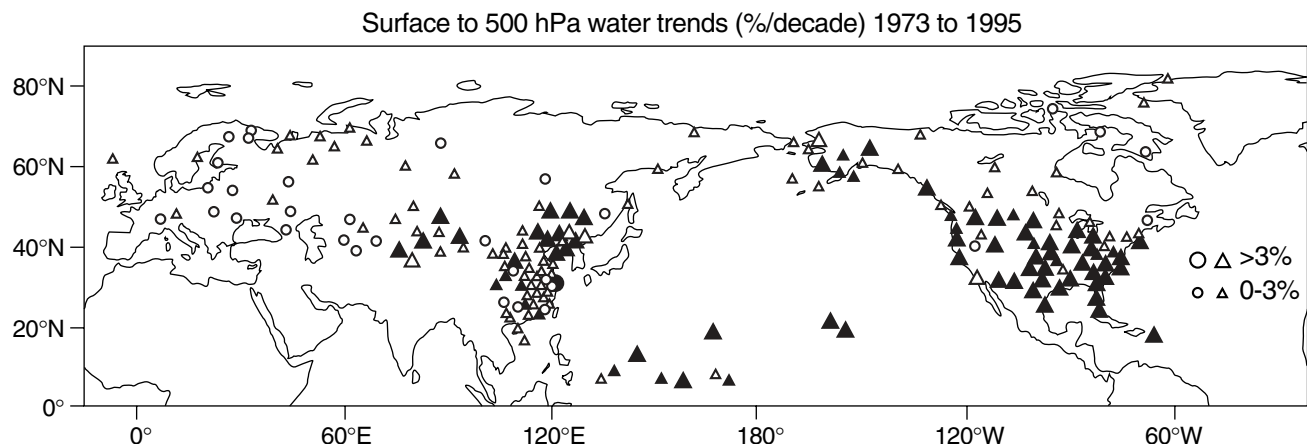 Surface to 500 hPa water trends (%/decade) 1973 to 1995
80°N
60°N
40°N
>3%
0-3%
20°N
0°
0°
60°E
120°E
180°
120°W
60°W